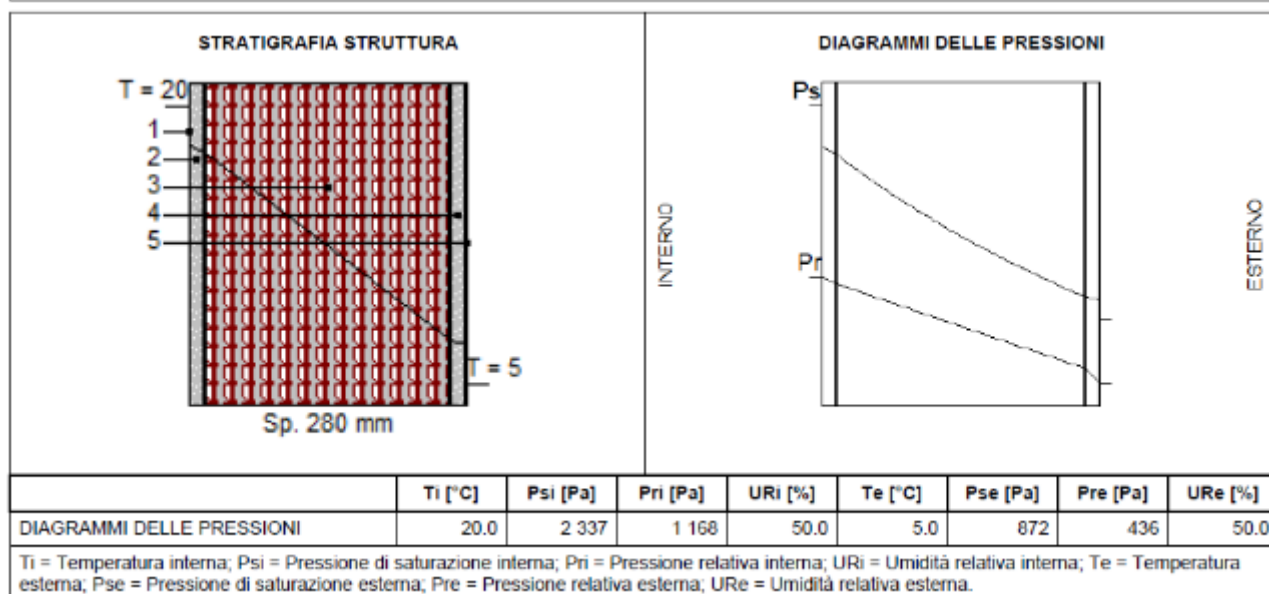 STRATIGRAFIA STRUTTURA
T = 20
1
2
3
4
5
T = 5
Sp. 280 mm
DIAGRAMMI DELLE PRESSIONI
Ps
Pr
INTERNO
ESTERNO
Ti [°C] Psi [Pa] Pri [Pa] URi [%] Te [°C] Pse [Pa] Pre [Pa] URe [%]
DIAGRAMMI DELLE PRESSIONI 20.0 2 337 1 168 50.0 5.0 872 436 50.0
Ti = Temperatura interna; Psi = Pressione di saturazione interna; Pri = Pressione relativa interna; URi = Umidità relativa interna; Te = Temperatura
esterna; Pse = Pressione di saturazione esterna; Pre = Pressione relativa esterna; URe = Umidità relativa esterna.